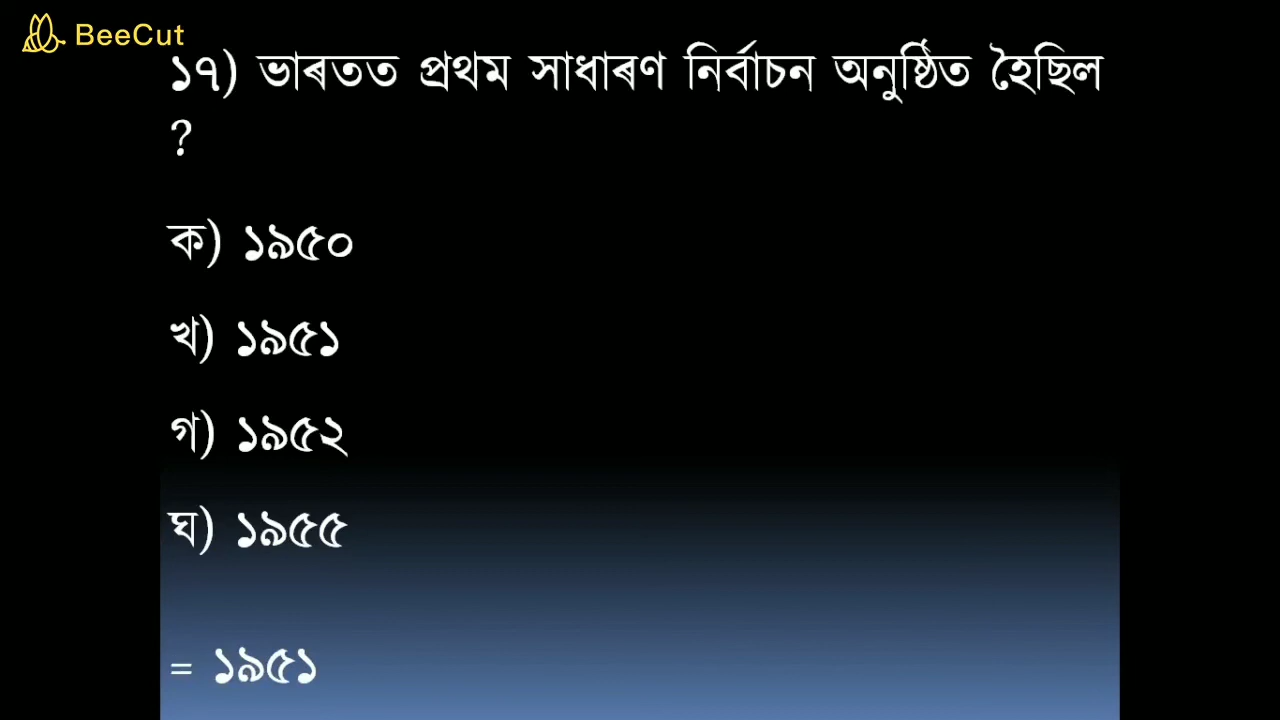 BeeCut
১৭) ভাৰতত প্ৰথম সাধাৰণ নিৰ্বাচন অনুষ্ঠিত হৈছিল
?
ক) ১৯৫০
খ) ১৯৫১
গ) ১৯৫২
ঘ) ১৯৫৫
= ১৯৫১